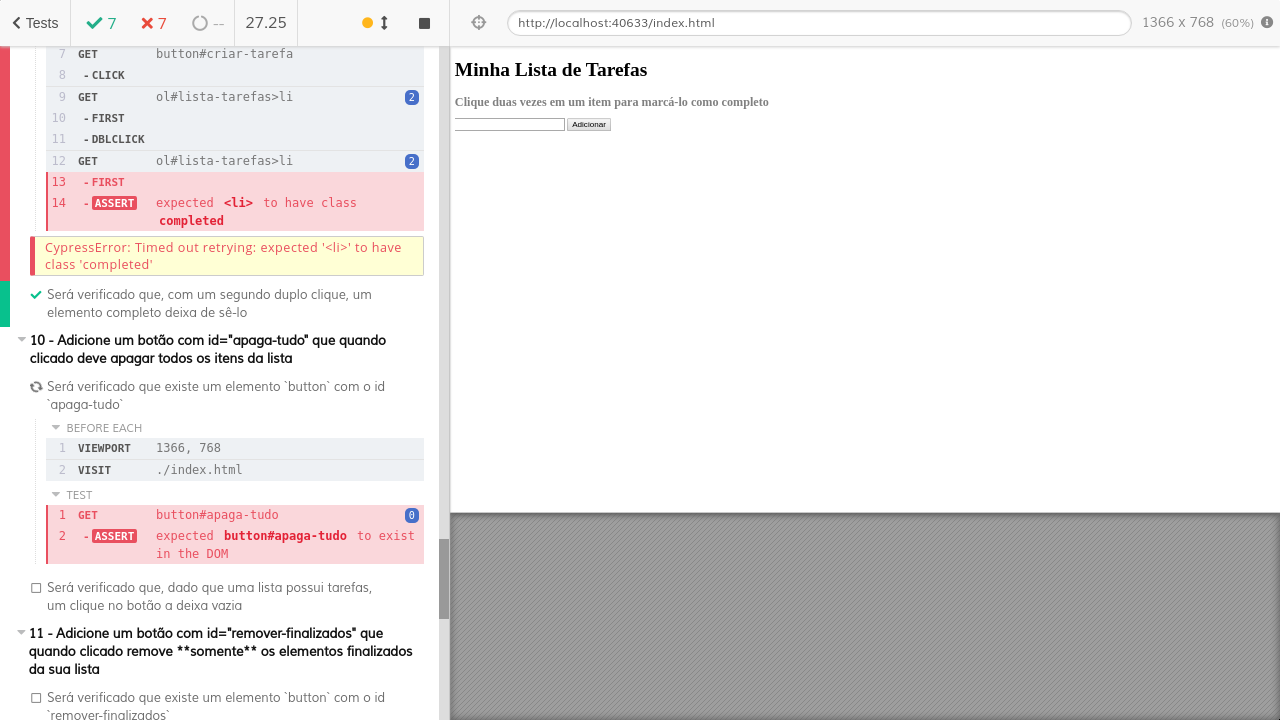 Tests
7
7
--
27.25
http://localhost:40633/index.html
1366 x 768 (60%)
7 GET button#criar-tarefa
8 - CLICK
9 GET ol#lista-tarefas>li 2
10 - FIRST
11 - DBLCLICK
12 GET ol#lista-tarefas>li 2
13 - FIRST
14 - ASSERT expected <li> to have class
completed
CypressError: Timed out retrying: expected '<li>' to have
class 'completed'
Será verificado que, com um segundo duplo clique, um
elemento completo deixa de sê-lo
10 - Adicione um botão com id="apaga-tudo" que quando
clicado deve apagar todos os itens da lista
Será verificado que existe um elemento `button` com o id
`apaga-tudo`
BEFORE EACH
1 VIEWPORT 1366, 768
2 VISIT ./index.html
TEST
1 GET button#apaga-tudo 0
2 - ASSERT expected button#apaga-tudo to exist
in the DOM
Será verificado que, dado que uma lista possui tarefas,
um clique no botão a deixa vazia
11 - Adicione um botão com id="remover-finalizados" que
quando clicado remove **somente** os elementos finalizados
da sua lista
Será verificado que existe um elemento `button` com o id
`remover-finalizados`
Minha Lista de Tarefas
Clique duas vezes em um item para marcá-lo como completo
Adicionar